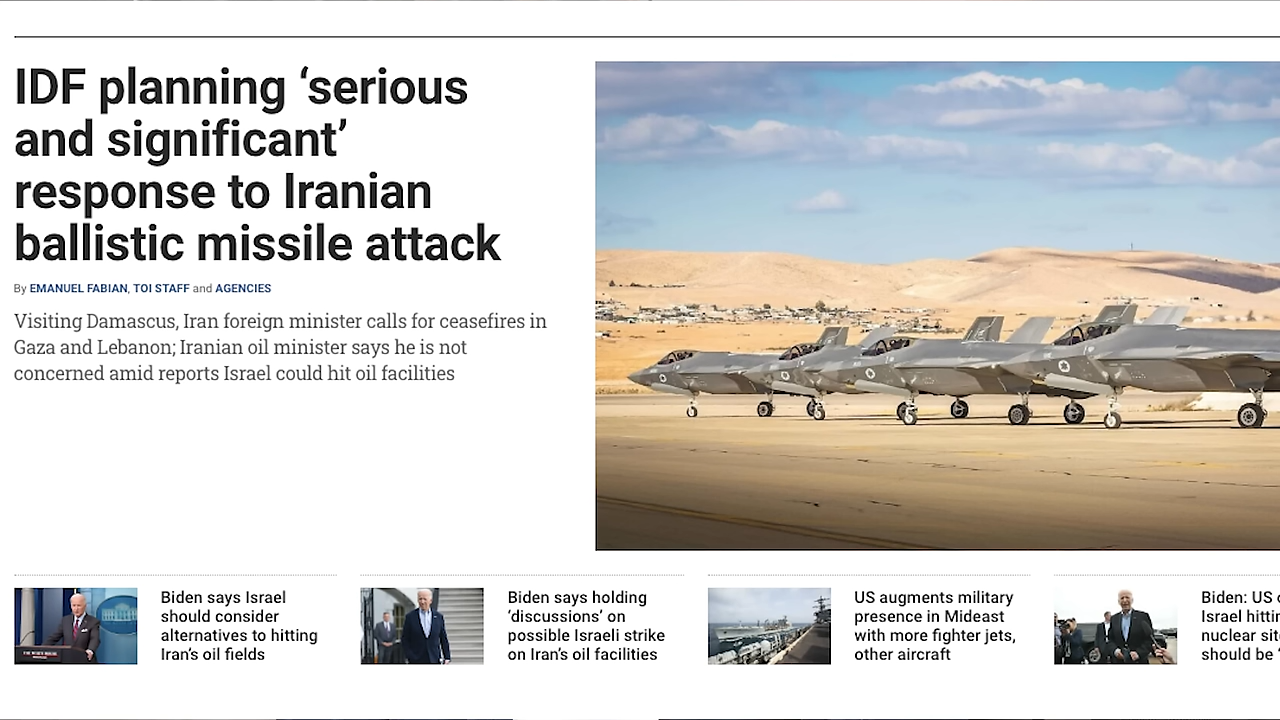 IDF planning ‘serious
and significant’
response to Iranian
ballistic missile attack
By EMANUEL FABIAN, TOI STAFF and AGENCIES
Visiting Damascus, Iran foreign minister calls for ceasefires in
Gaza and Lebanon; Iranian oil minister says he is not
concerned amid reports Israel could hit oil facilities
Biden says Israel
should consider
alternatives to hitting
Iran’s oil fields
Biden says holding
‘discussions’ on
possible Israeli strike
on Iran’s oil facilities
US augments military
presence in Mideast
with more fighter jets,
other aircraft
Biden: US
Israel
nuclear
should be ‘